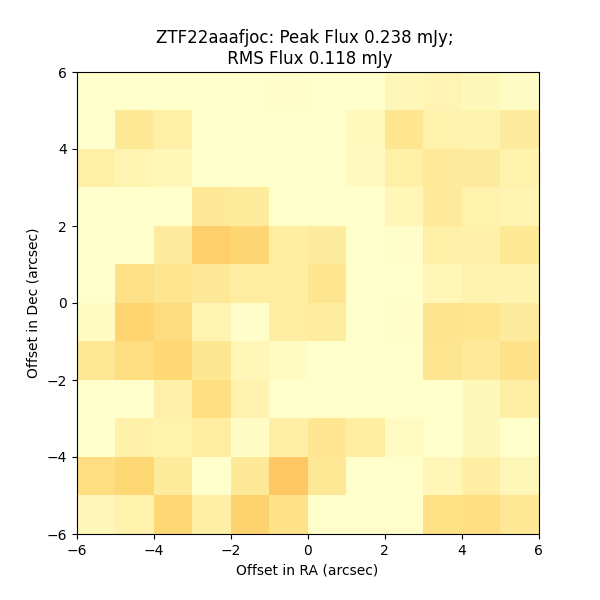 ZTF22aaafjoc: Peak Flux 0.238 mJy;
RMS Flux 0.118 mJy
6
4
2
0
−2
−4
−6
Offset in Dec (arcsec)
−6 −4 −2 0 2 4 6
Offset in RA (arcsec)